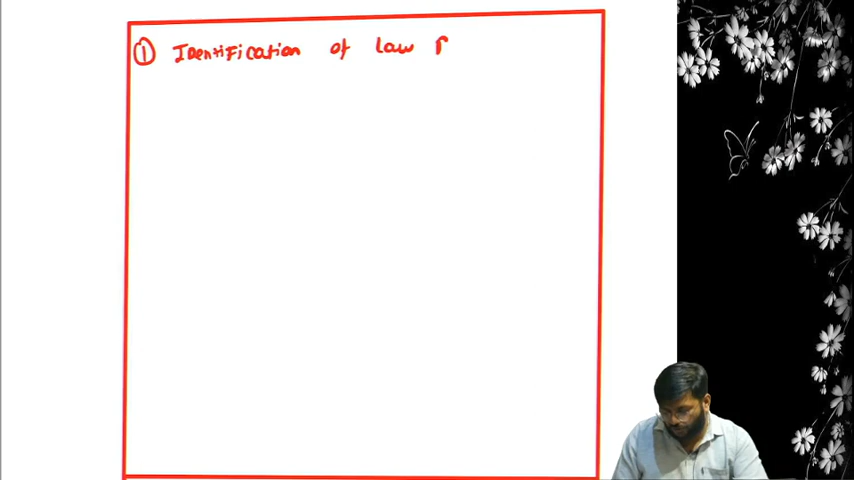 ① Identification of law